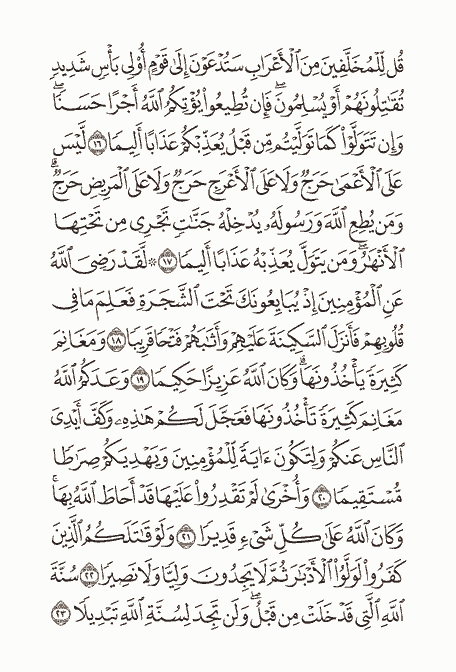 قُل لِّلْمُخَلَّفِينَ مِنَ ٱلْأَعْرَابِ سَتُدْعَوْنَ إِلَىٰ قَوْمٍ أُو۟لِى بَأْسٍ شَدِيدٍ
تُقَـٰتِلُونَهُمْ أَوْ يُسْلِمُونَ ۖ فَإِن تُطِيعُوا۟ يُؤْتِكُمُ ٱللَّهُ أَجْرًا حَسَنًا ۖ
وَإِن تَتَوَلَّوْا۟ كَمَا تَوَلَّيْتُم مِّن قَبْلُ يُعَذِّبْكُمْ عَذَابًا أَلِيمًا ١٦ لَّيْسَ
عَلَى ٱلْأَعْمَىٰ حَرَجٌ وَلَا عَلَى ٱلْأَعْرَجِ حَرَجٌ وَلَا عَلَى ٱلْمَرِيضِ حَرَجٌ ۗ
وَمَن يُطِعِ ٱللَّهَ وَرَسُولَهُۥ يُدْخِلْهُ جَنَّـٰتٍ تَجْرِى مِن تَحْتِهَا
ٱلْأَنْهَـٰرُ ۖ وَمَن يَتَوَلَّ يُعَذِّبْهُ عَذَابًا أَلِيمًا ١٧ ۞ لَّقَدْ رَضِىَ ٱللَّهُ
عَنِ ٱلْمُؤْمِنِينَ إِذْ يُبَايِعُونَكَ تَحْتَ ٱلشَّجَرَةِ فَعَلِمَ مَا فِى
قُلُوبِهِمْ فَأَنزَلَ ٱلسَّكِينَةَ عَلَيْهِمْ وَأَثَـٰبَهُمْ فَتْحًا قَرِيبًا ١٨ وَمَغَانِمَ
كَثِيرَةً يَأْخُذُونَهَا ۗ وَكَانَ ٱللَّهُ عَزِيزًا حَكِيمًا ١٩ وَعَدَكُمُ ٱللَّهُ
مَغَانِمَ كَثِيرَةً تَأْخُذُونَهَا فَعَجَّلَ لَكُمْ هَـٰذِهِۦ وَكَفَّ أَيْدِىَ
ٱلنَّاسِ عَنكُمْ وَلِتَكُونَ ءَايَةً لِّلْمُؤْمِنِينَ وَيَهْدِيَكُمْ صِرَٰطًا
مُّسْتَقِيمًا ٢٠ وَأُخْرَىٰ لَمْ تَقْدِرُوا۟ عَلَيْهَا قَدْ أَحَاطَ ٱللَّهُ بِهَا ۚ
وَكَانَ ٱللَّهُ عَلَىٰ كُلِّ شَىْءٍ قَدِيرًا ٢١ وَلَوْ قَـٰتَلَكُمُ ٱلَّذِينَ
كَفَرُوا۟ لَوَلَّوُا۟ ٱلْأَدْبَـٰرَ ثُمَّ لَا يَجِدُونَ وَلِيًّا وَلَا نَصِيرًا ٢٢ سُنَّةَ
ٱللَّهِ ٱلَّتِى قَدْ خَلَتْ مِن قَبْلُ ۖ وَلَن تَجِدَ لِسُنَّةِ ٱللَّهِ تَبْدِيلًا ٢٣